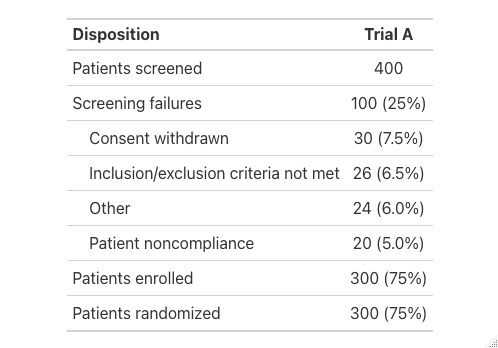 Disposition Trial A
Patients screened 400
Screening failures 100 (25%)
Consent withdrawn 30 (7.5%)
Inclusion/exclusion criteria not met 26 (6.5%)
Other 24 (6.0%)
Patient noncompliance 20 (5.0%)
Patients enrolled 300 (75%)
Patients randomized 300 (75%)